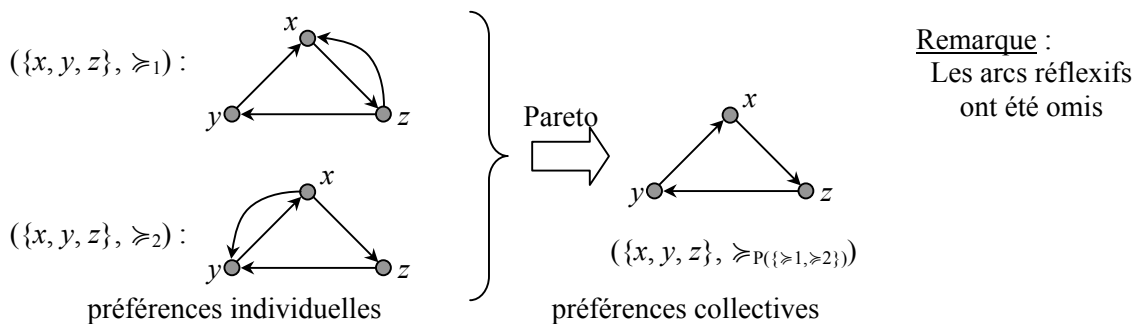 x
({x, y, z}, ≽1) :
y
z
x
({x, y, z}, ≽2) :
y
z
préférences individuelles
Pareto
x
y
z
({x, y, z}, ≽P({≽1,≽2}))
préférences collectives
Remarque :
Les arcs réflexifs
ont été omis